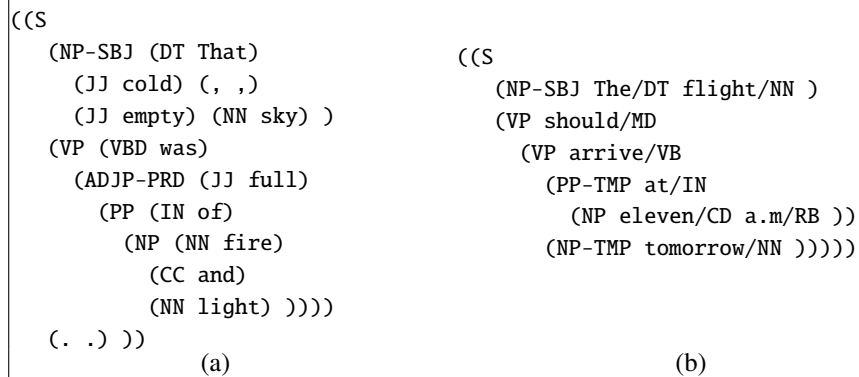 ((S
(NP-SBJ (DT That)
(JJ cold) (, ,)
(JJ empty) (NN sky) )
(VP (VBD was)
(ADJP-PRD (JJ full)
(PP (IN of)
(NP (NN fire)
(CC and)
(NN light) ))))
(. .) ))
(a)
((S
(NP-SBJ The/DT flight/NN )
(VP should/MD
(VP arrive/VB
(PP-TMP at/IN
(NP eleven/CD a.m/RB ))
(NP-TMP tomorrow/NN )))))
(b)